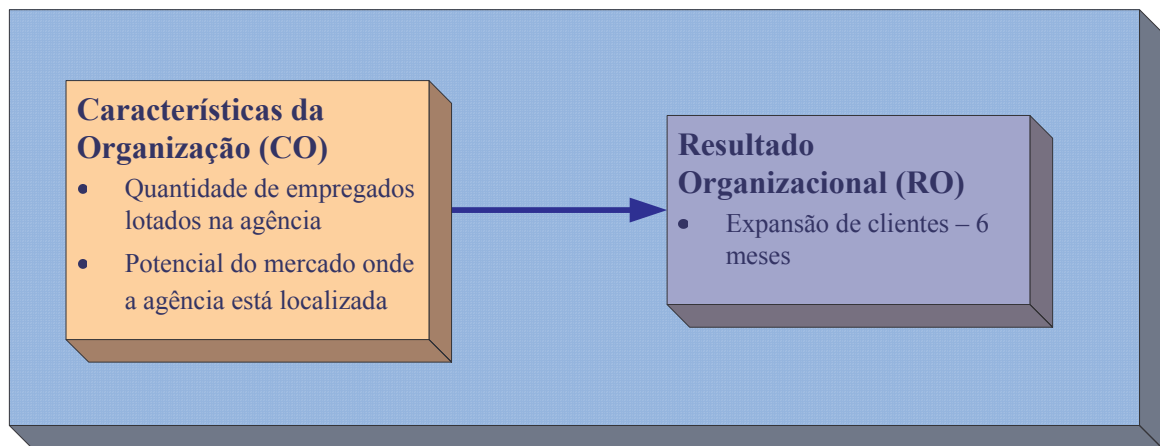 Características da
Organização (CO)
• Quantidade de empregados
lotados na agência
• Potencial do mercado onde
a agência está localizada
Resultado
Organizacional (RO)
• Expansão de clientes – 6
meses